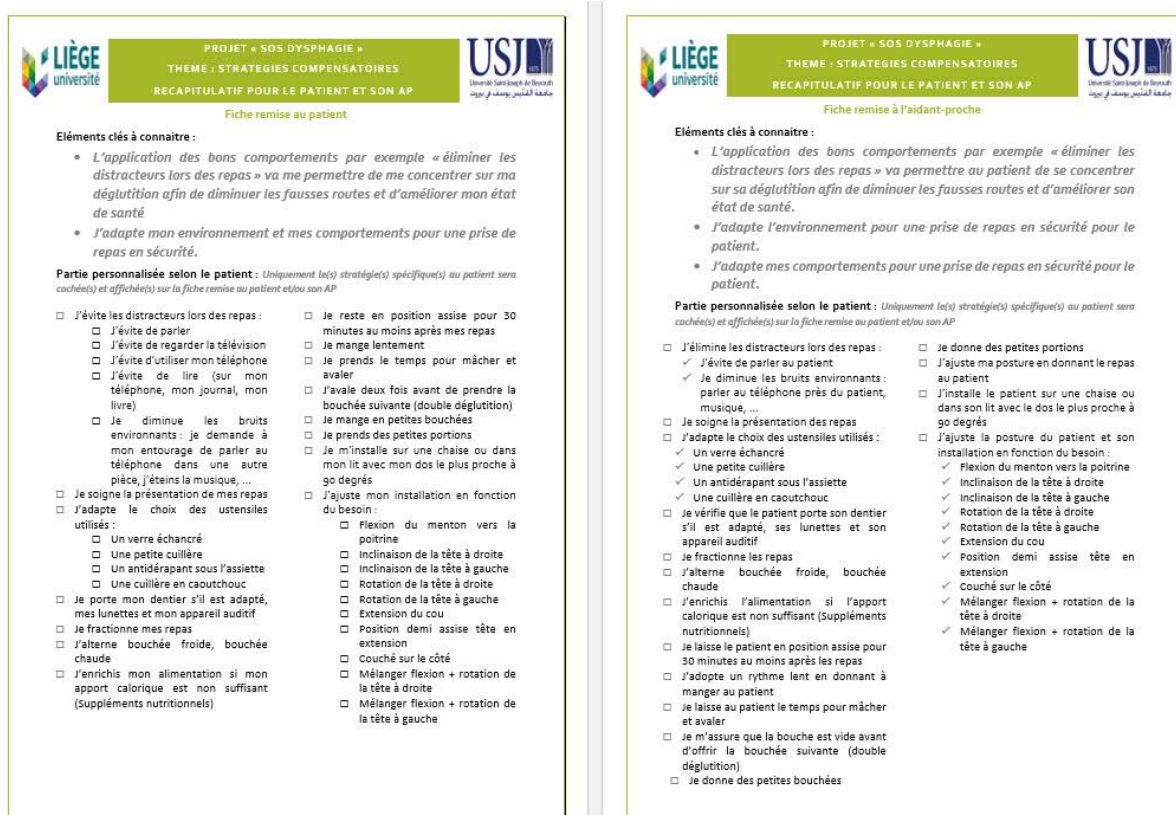 LIÈGE
université
PROJET « SOS DYSPHAGIE »
THEME : STRATEGIES COMPENSATOIRES
RECAPITULATIF POUR LE PATIENT ET SON AP
USJ
1875
Université Saint-Joseph de Beyrouth
جامعة القدّيس يوسف في بيروت
Fiche remise au patient
Eléments clés à connaitre :
• L'application des bons comportements par exemple « éliminer les
distracteurs lors des repas » va me permettre de me concentrer sur ma
déglutition afin de diminuer les fausses routes et d'améliorer mon état
de santé
• J'adapte mon environnement et mes comportements pour une prise de
repas en sécurité.
Partie personnalisée selon le patient : Uniquement le(s) stratégie(s) spécifique(s) au patient sera
cochée(s) et affichée(s) sur la fiche remise au patient et/ou son AP
☐ J'évite les distracteurs lors des repas :
☐ J'évite de parler
☐ J'évite de regarder la télévision
☐ J'évite d'utiliser mon téléphone
☐ J'évite de lire (sur mon
téléphone, mon journal, mon
livre)
☐ Je diminue les bruits
environnants : je demande à
mon entourage de parler au
téléphone dans une autre
pièce, j'éteins la musique, ...
☐ Je soigne la présentation de mes repas
☐ J'adapte le choix des ustensiles
utilisés :
☐ Un verre échancré
☐ Une petite cuillère
☐ Un antidérapant sous l'assiette
☐ Une cuillère en caoutchouc
☐ Je porte mon dentier s'il est adapté,
mes lunettes et mon appareil auditif
☐ Je fractionne mes repas
☐ J'alterne bouchée froide, bouchée
chaude
☐ J'enrichis mon alimentation si mon
apport calorique est non suffisant
(Suppléments nutritionnels)
☐ Je reste en position assise pour 30
minutes au moins après mes repas
☐ Je mange lentement
☐ Je prends le temps pour mâcher et
avaler
☐ J'avale deux fois avant de prendre la
bouchée suivante (double déglutition)
☐ Je mange en petites bouchées
☐ Je prends des petites portions
☐ Je m'installe sur une chaise ou dans
mon lit avec mon dos le plus proche à
90 degrés
☐ J'ajuste mon installation en fonction
du besoin :
☐ Flexion du menton vers la
poitrine
☐ Inclinaison de la tête à droite
☐ Inclinaison de la tête à gauche
☐ Rotation de la tête à droite
☐ Rotation de la tête à gauche
☐ Extension du cou
☐ Position demi assise tête en
extension
☐ Couché sur le côté
☐ Mélanger flexion + rotation de
la tête à droite
☐ Mélanger flexion + rotation de
la tête à gauche
LIÈGE
université
PROJET « SOS DYSPHAGIE »
THEME : STRATEGIES COMPENSATOIRES
RECAPITULATIF POUR LE PATIENT ET SON AP
USJ
1875
Université Saint-Joseph de Beyrouth
جامعة القدّيس يوسف في بيروت
Fiche remise à l'aidant-proche
Eléments clés à connaitre :
• L'application des bons comportements par exemple « éliminer les
distracteurs lors des repas » va permettre au patient de se concentrer
sur sa déglutition afin de diminuer les fausses routes et d'améliorer son
état de santé.
• J'adapte l'environnement pour une prise de repas en sécurité pour le
patient.
• J'adapte mes comportements pour une prise de repas en sécurité pour le
patient.
Partie personnalisée selon le patient : Uniquement le(s) stratégie(s) spécifique(s) au patient sera
cochée(s) et affichée(s) sur la fiche remise au patient et/ou son AP
☐ J'élimine les distracteurs lors des repas :
✓ J'évite de parler au patient
✓ Je diminue les bruits environnants :
parler au téléphone près du patient,
musique, ...
☐ Je soigne la présentation des repas
☐ J'adapte le choix des ustensiles utilisés :
✓ Un verre échancré
✓ Une petite cuillère
✓ Un antidérapant sous l'assiette
✓ Une cuillère en caoutchouc
☐ Je vérifie que le patient porte son dentier
s'il est adapté, ses lunettes et son
appareil auditif
☐ Je fractionne les repas
☐ J'alterne bouchée froide, bouchée
chaude
☐ J'enrichis l'alimentation si l'apport
calorique est non suffisant (Suppléments
nutritionnels)
☐ Je laisse le patient en position assise pour
30 minutes au moins après les repas
☐ J'adopte un rythme lent en donnant à
manger au patient
☐ Je laisse au patient le temps pour mâcher
et avaler
☐ Je m'assure que la bouche est vide avant
d'offrir la bouchée suivante (double
déglutition)
☐ Je donne des petites bouchées
☐ Je donne des petites portions
☐ J'ajuste ma posture en donnant le repas
au patient
☐ J'installe le patient sur une chaise ou
dans son lit avec le dos le plus proche à
90 degrés
☐ J'ajuste la posture du patient et son
installation en fonction du besoin :
✓ Flexion du menton vers la poitrine
✓ Inclinaison de la tête à droite
✓ Inclinaison de la tête à gauche
✓ Rotation de la tête à droite
✓ Rotation de la tête à gauche
✓ Extension du cou
✓ Position demi assise tête en
extension
✓ Couché sur le côté
✓ Mélanger flexion + rotation de la
tête à droite
✓ Mélanger flexion + rotation de la
tête à gauche